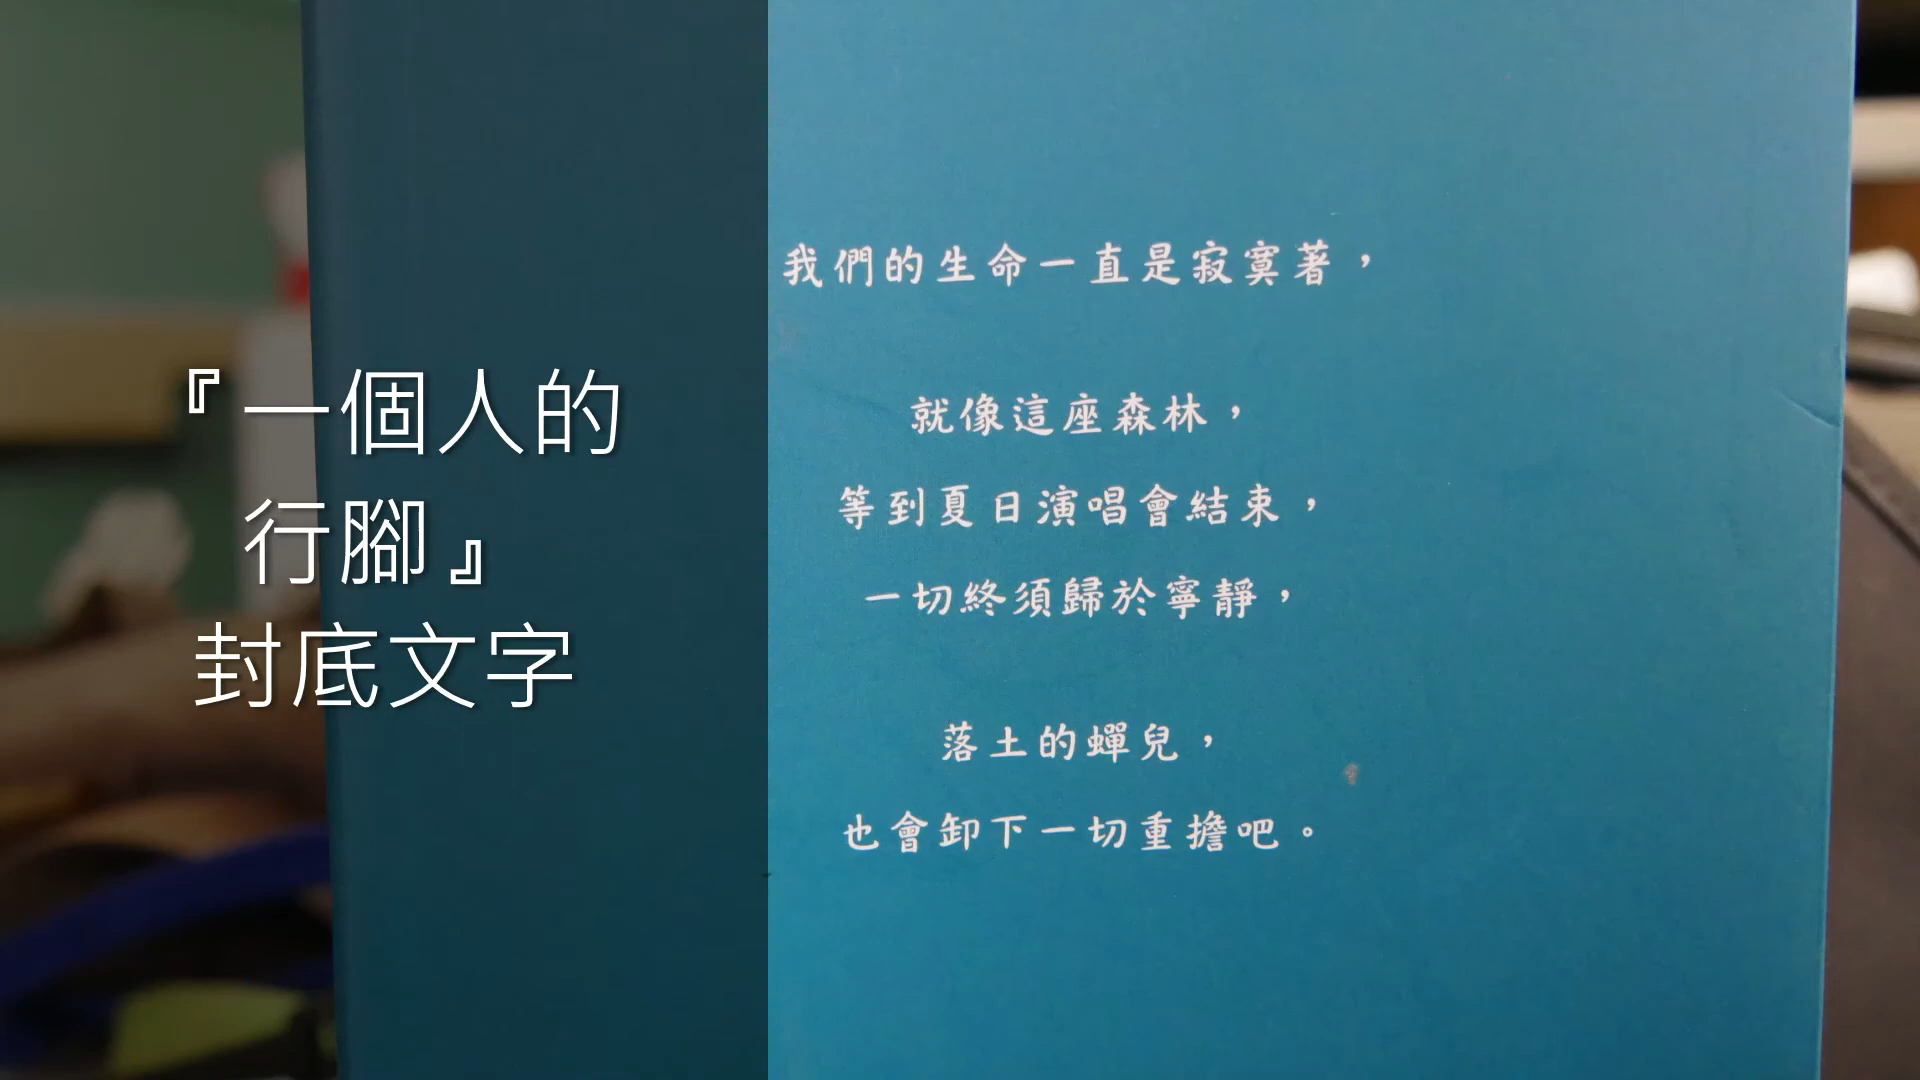 『一個人的
行腳』
封底文字
我們的生命一直是寂寞著，
就像這座森林，
等到夏日演唱會結束，
一切終須歸於寧靜，
落土的蟬兒，
也會卸下一切重擔吧。